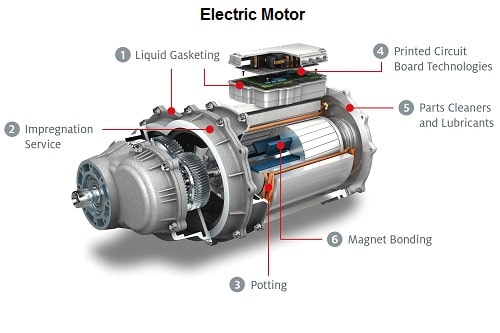 Electric Motor
1 Liquid Gasketing
4 Printed Circuit
Board Technologies
5 Parts Cleaners
and Lubricants
2 Impregnation
Service
6 Magnet Bonding
3 Potting